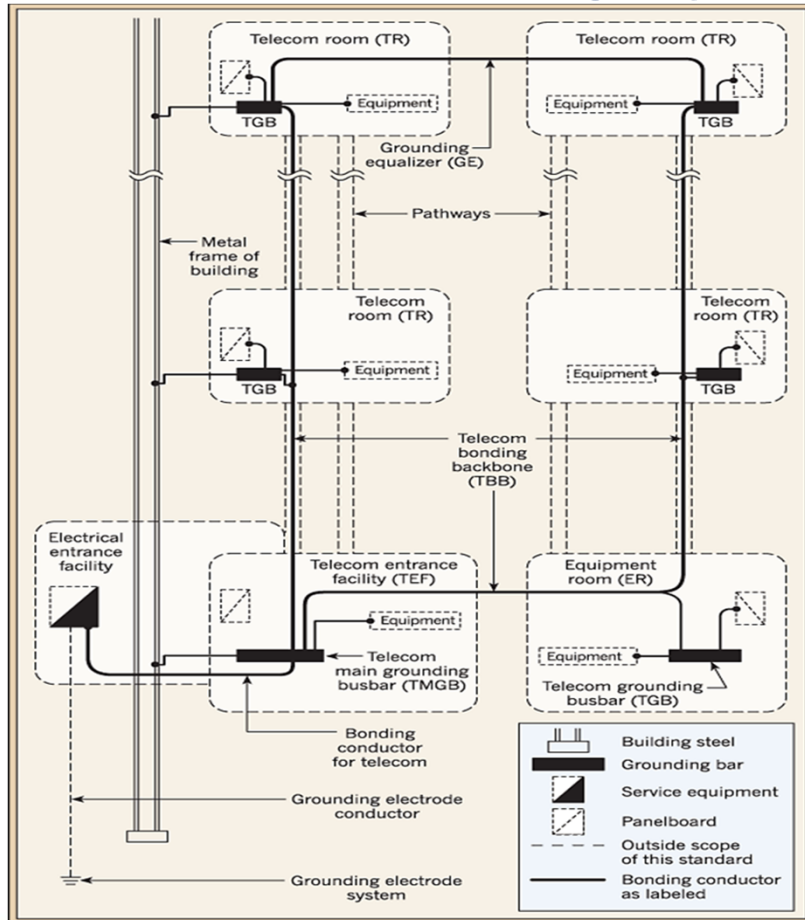 Telecom room (TR)
Telecom room (TR)
Equipment
Equipment
TGB
TGB
Grounding
equalizer (GE)
Pathways
Metal
frame of
building
Telecom
room (TR)
Telecom
room (TR)
Equipment
Equipment
TGB
TGB
Telecom
bonding
backbone
(TBB)
Electrical
entrance
facility
Telecom entrance
facility (TEF)
Equipment
room (ER)
Equipment
Telecom
main grounding
busbar (TMGB)
Equipment
Telecom grounding
busbar (TGB)
Bonding
conductor
for telecom
Grounding electrode
conductor
Grounding electrode
system
Building steel
Grounding bar
Service equipment
Panelboard
Outside scope
of this standard
Bonding conductor
as labeled